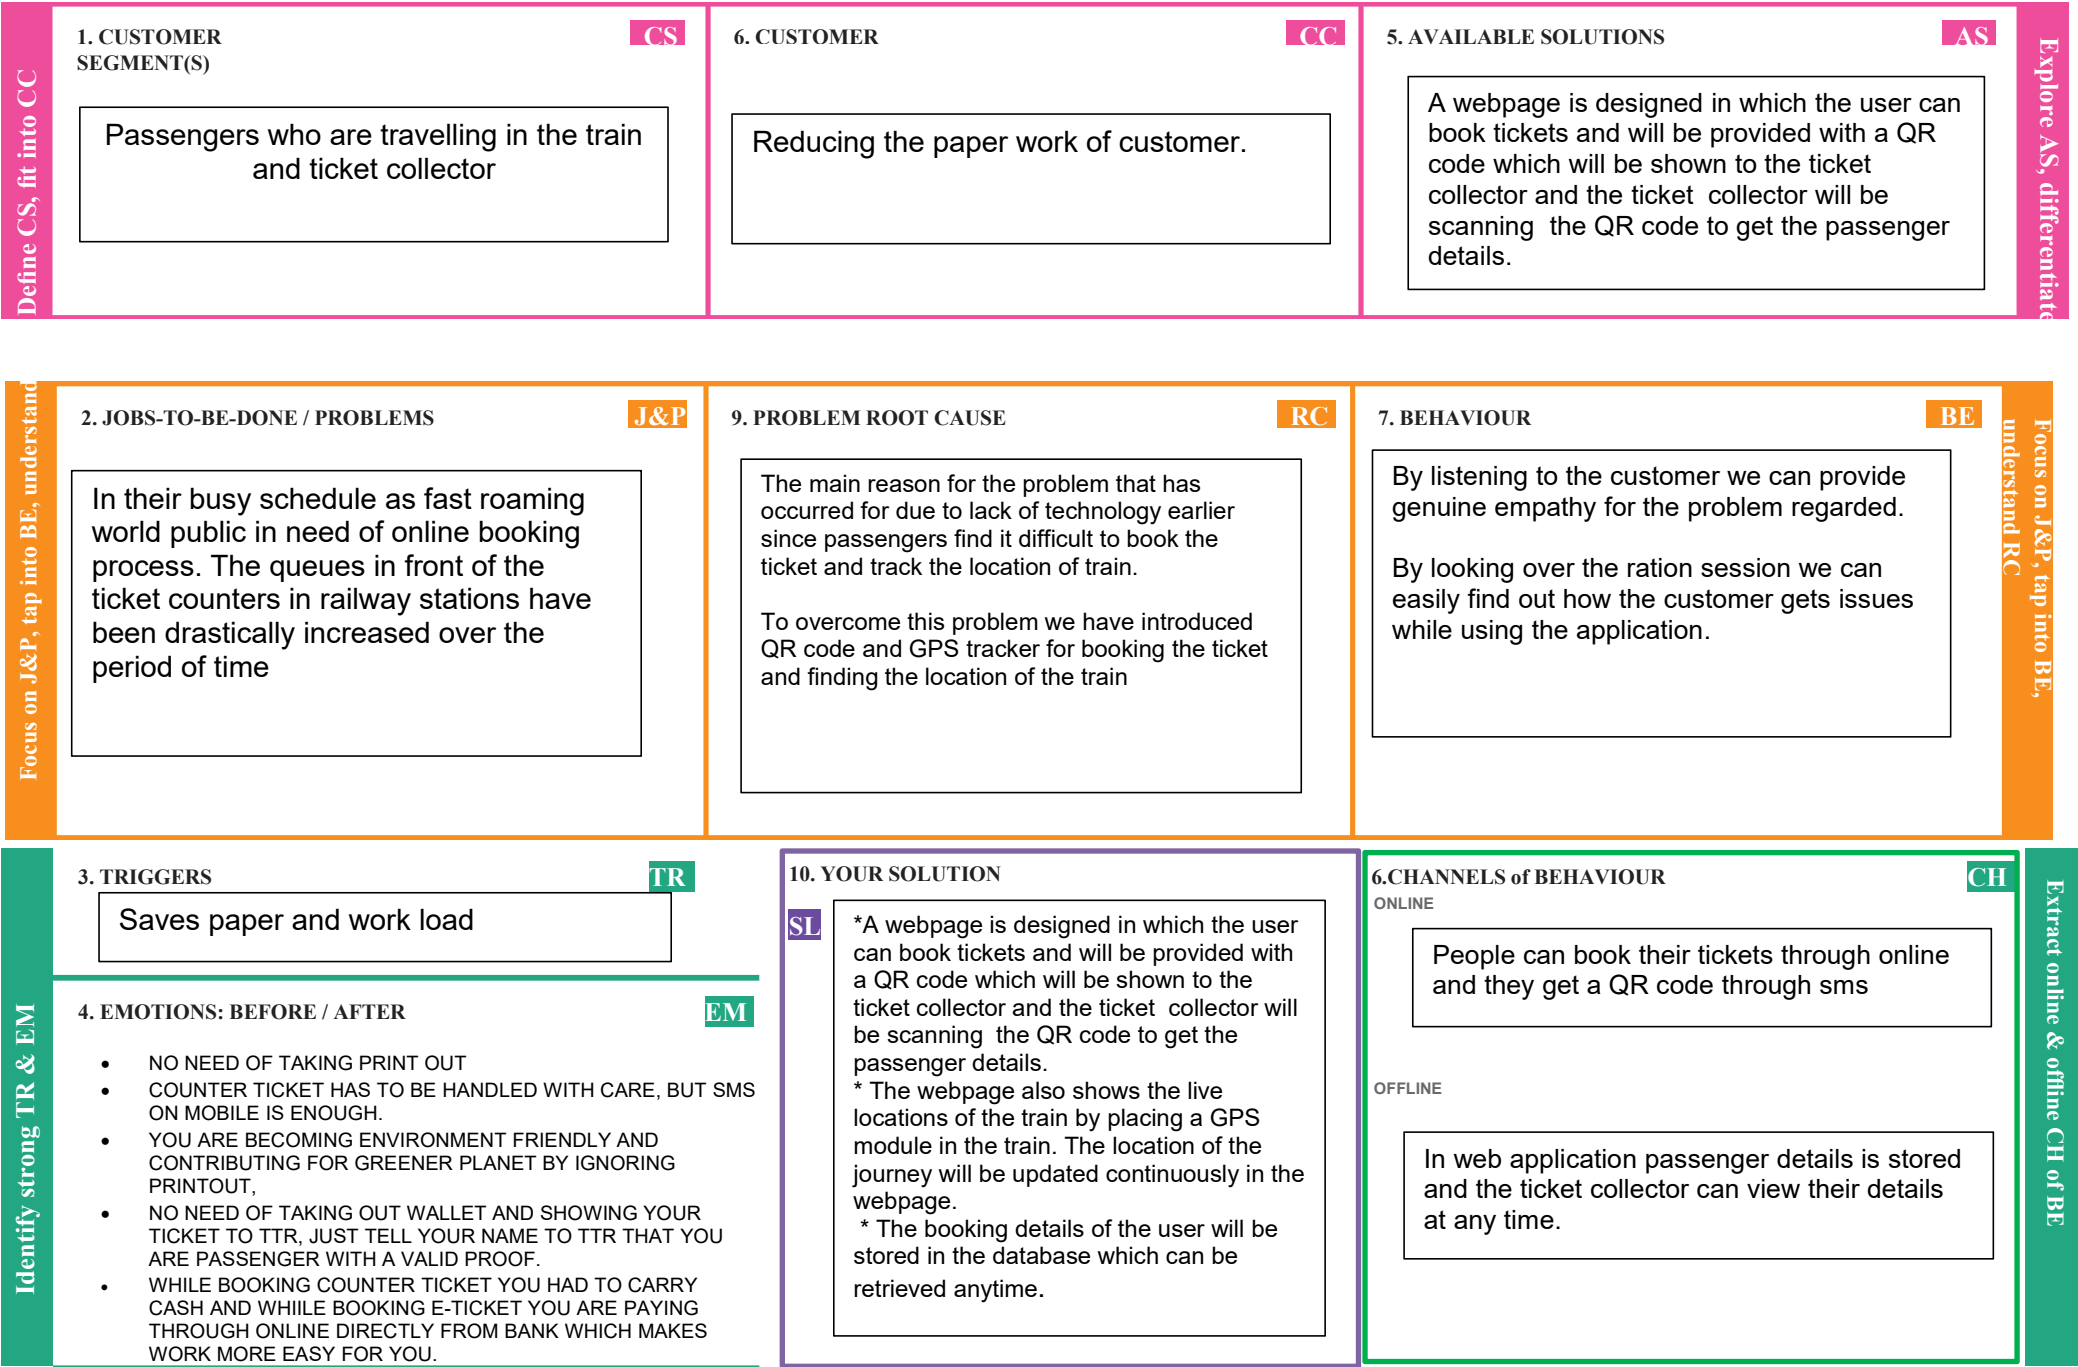 Define CS, fit into CC
1. CUSTOMER
SEGMENT(S)
CS
Passengers who are travelling in the train
and ticket collector
6. CUSTOMER
CC
Reducing the paper work of customer.
5. AVAILABLE SOLUTIONS
AS
A webpage is designed in which the user can
book tickets and will be provided with a QR
code which will be shown to the ticket
collector and the ticket  collector will be
scanning  the QR code to get the passenger
details.
Explore AS, differentiate
Focus on J&P, tap into BE, understand
2. JOBS-TO-BE-DONE / PROBLEMS
J&P
In their busy schedule as fast roaming
world public in need of online booking
process. The queues in front of the
ticket counters in railway stations have
been drastically increased over the
period of time
9. PROBLEM ROOT CAUSE
RC
The main reason for the problem that has
occurred for due to lack of technology earlier
since passengers find it difficult to book the
ticket and track the location of train.
To overcome this problem we have introduced
QR code and GPS tracker for booking the ticket
and finding the location of the train
7. BEHAVIOUR
BE
By listening to the customer we can provide
genuine empathy for the problem regarded.
By looking over the ration session we can
easily find out how the customer gets issues
while using the application.
Focus on J&P, tap into BE,
understand RC
Identify strong TR & EM
3. TRIGGERS
TR
Saves paper and work load
4. EMOTIONS: BEFORE / AFTER
EM
• NO NEED OF TAKING PRINT OUT
• COUNTER TICKET HAS TO BE HANDLED WITH CARE, BUT SMS
ON MOBILE IS ENOUGH.
• YOU ARE BECOMING ENVIRONMENT FRIENDLY AND
CONTRIBUTING FOR GREENER PLANET BY IGNORING
PRINTOUT,
• NO NEED OF TAKING OUT WALLET AND SHOWING YOUR
TICKET TO TTR, JUST TELL YOUR NAME TO TTR THAT YOU
ARE PASSENGER WITH A VALID PROOF.
• WHILE BOOKING COUNTER TICKET YOU HAD TO CARRY
CASH AND WHIILE BOOKING E-TICKET YOU ARE PAYING
THROUGH ONLINE DIRECTLY FROM BANK WHICH MAKES
WORK MORE EASY FOR YOU.
10. YOUR SOLUTION
SL
*A webpage is designed in which the user
can book tickets and will be provided with
a QR code which will be shown to the
ticket collector and the ticket  collector will
be scanning  the QR code to get the
passenger details.
* The webpage also shows the live
locations of the train by placing a GPS
module in the train. The location of the
journey will be updated continuously in the
webpage.
* The booking details of the user will be
stored in the database which can be
retrieved anytime.
6.CHANNELS of BEHAVIOUR
CH
ONLINE
People can book their tickets through online
and they get a QR code through sms
OFFLINE
In web application passenger details is stored
and the ticket collector can view their details
at any time.
Extract online & offline CH of BE